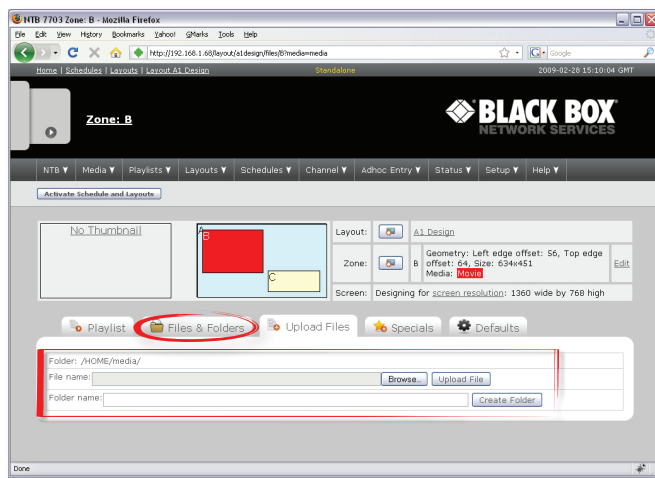 NTB 7703 Zone: B - Mozilla Firefox
File Edit View History Bookmarks Yahoo! GMarks Tools Help
http://192.168.1.68/layout/a1design/files/B?media=media
Google
Home | Schedules | Layouts | Layout A1 Design Standalone 2009-02-28 15:10:04 GMT
Zone: B
BLACK BOX
NETWORK SERVICES
NTB Media Playlists Layouts Schedules Channel Adhoc Entry Status Setup Help
Activate Schedule and Layouts
No Thumbnail
A
B
C
Layout: A1 Design
Zone: B Geometry: Left edge offset: 56, Top edge
offset: 64, Size: 634x451
Media: Movie
Edit
Screen: Designing for screen resolution: 1360 wide by 768 high
Playlist Files & Folders Upload Files Specials Defaults
Folder: /HOME/media/
File name: Browse... Upload File
Folder name: Create Folder
Done